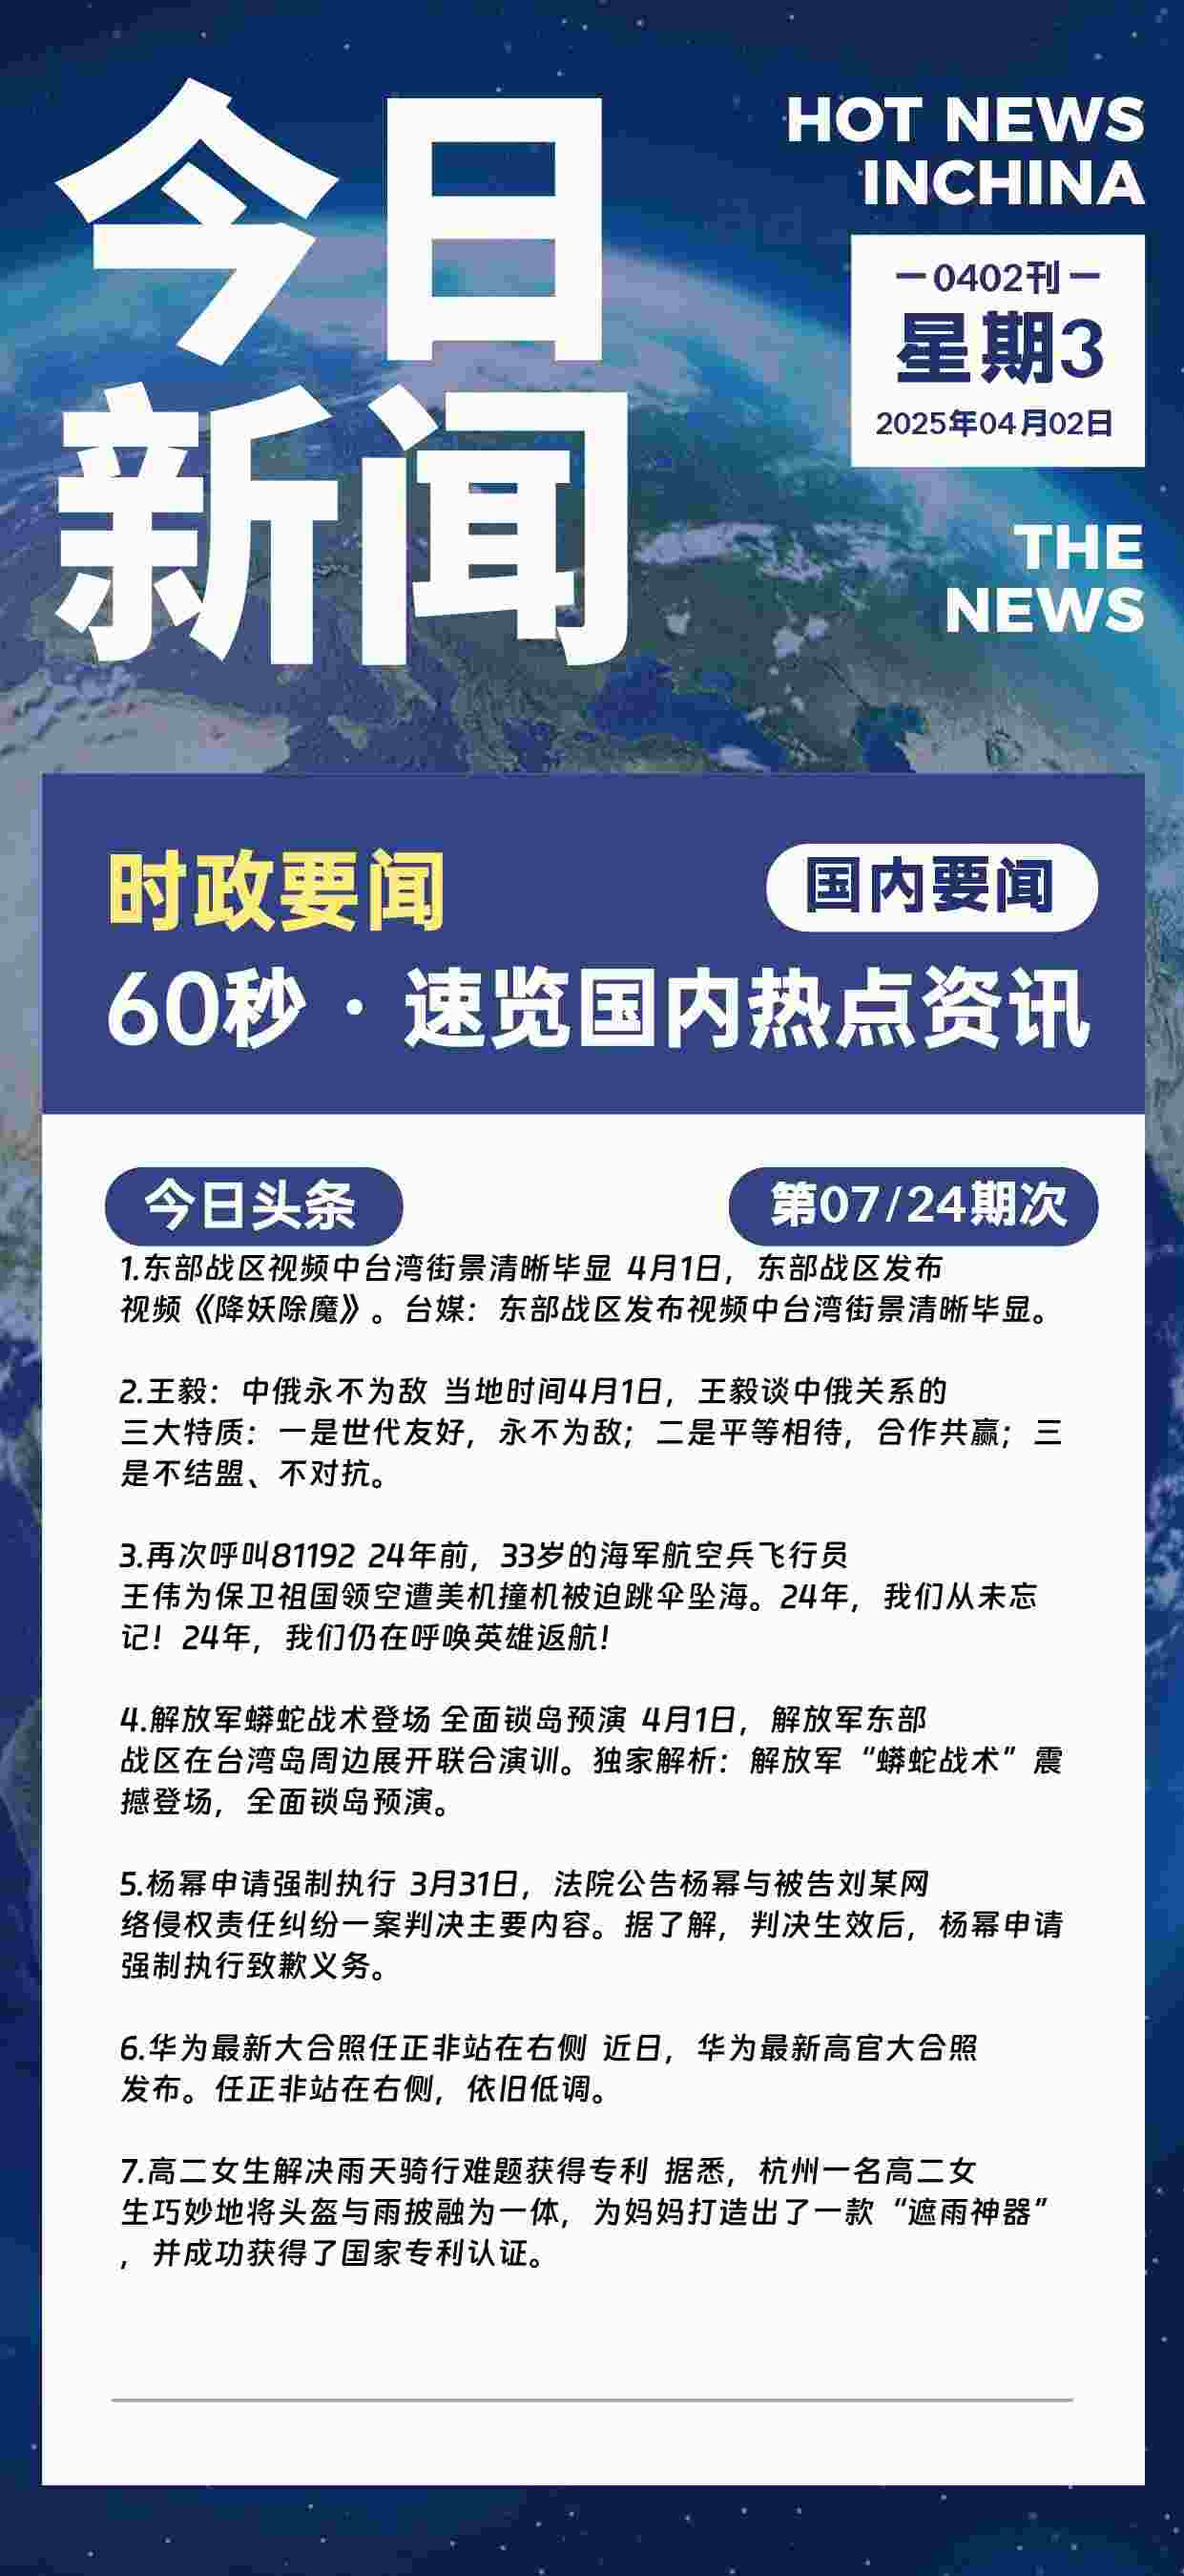 今日
新闻
HOT NEWS
INCHINA
一0402刊一
星期3
2025年04月02日
THE
NEWS
时政要闻
国内要闻
60秒·速览国内热点资讯
今日头条
第07/24期次
1.东部战区视频中台湾街景清晰毕显 4月1日，东部战区发布
视频《降妖除魔》。台媒：东部战区发布视频中台湾街景清晰毕显。
2.王毅：中俄永不为敌 当地时间4月1日，王毅谈中俄关系的
三大特质：一是世代友好，永不为敌；二是平等相待，合作共赢；三
是不结盟、不对抗。
3.再次呼叫81192 24年前，33岁的海军航空兵飞行员
王伟为保卫祖国领空遭美机撞机被迫跳伞坠海。24年，我们从未忘
记！24年，我们仍在呼唤英雄返航！
4.解放军蟒蛇战术登场 全面锁岛预演 4月1日，解放军东部
战区在台湾岛周边展开联合演训。独家解析：解放军“蟒蛇战术”震
撼登场，全面锁岛预演。
5.杨幂申请强制执行 3月31日，法院公告杨幂与被告刘某网
络侵权责任纠纷一案判决主要内容。据了解，判决生效后，杨幂申请
强制执行致歉义务。
6.华为最新大合照任正非站在右侧 近日，华为最新高官大合照
发布。任正非站在右侧，依旧低调。
7.高二女生解决雨天骑行难题获得专利 据悉，杭州一名高二女
生巧妙地将头盔与雨披融为一体，为妈妈打造出了一款“遮雨神器”
，并成功获得了国家专利认证。